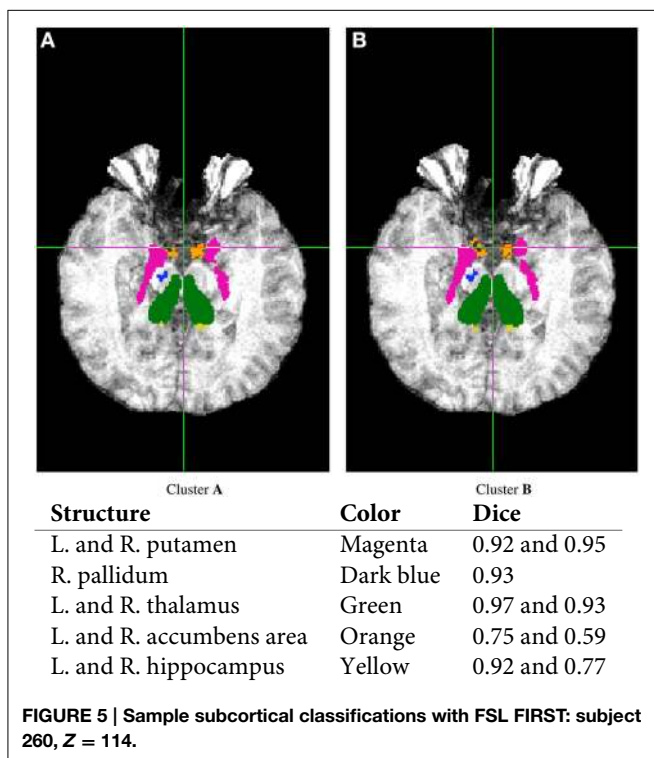 A
B
Cluster A
Cluster B
Structure Color Dice
L. and R. putamen Magenta 0.92 and 0.95
R. pallidum Dark blue 0.93
L. and R. thalamus Green 0.97 and 0.93
L. and R. accumbens area Orange 0.75 and 0.59
L. and R. hippocampus Yellow 0.92 and 0.77
FIGURE 5 | Sample subcortical classifications with FSL FIRST: subject
260, Z = 114.